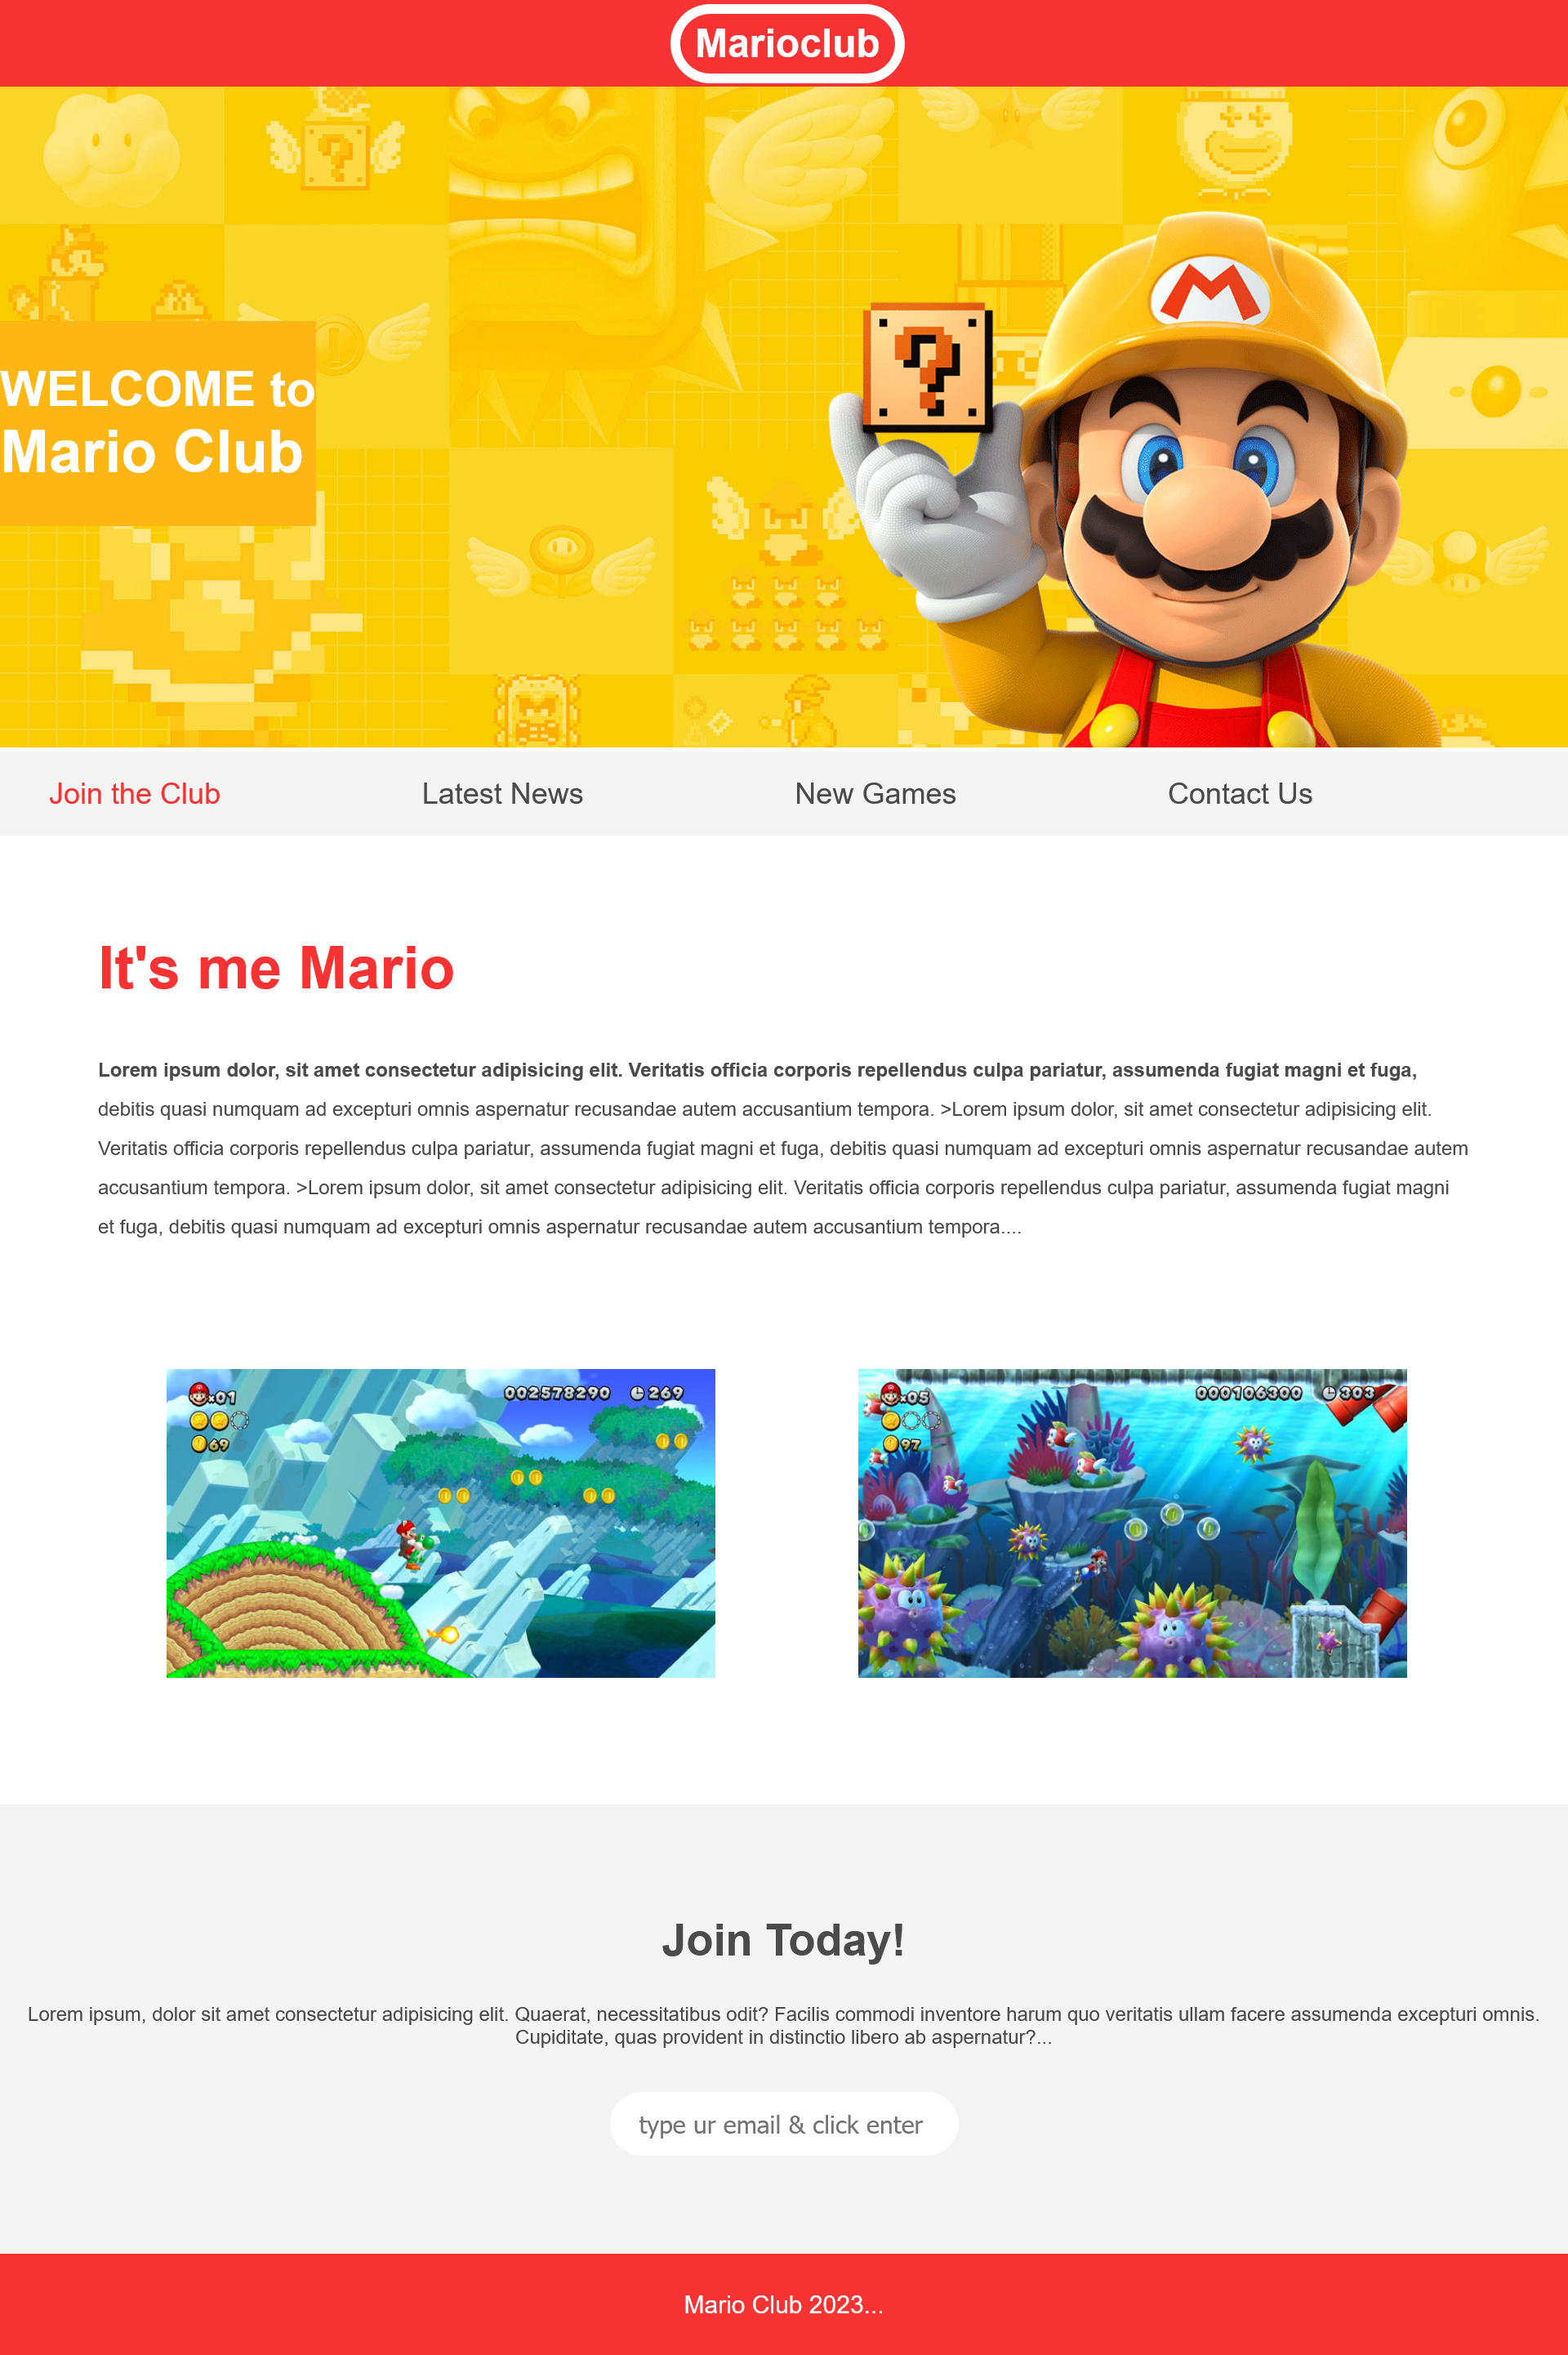 Marioclub
WELCOME to
Mario Club
Join the Club
Latest News
New Games
Contact Us
It's me Mario
Lorem ipsum dolor, sit amet consectetur adipisicing elit. Veritatis officia corporis repellendus culpa pariatur, assumenda fugiat magni et fuga,
debitis quasi numquam ad excepturi omnis aspernatur recusandae autem accusantium tempora. >Lorem ipsum dolor, sit amet consectetur adipisicing elit.
Veritatis officia corporis repellendus culpa pariatur, assumenda fugiat magni et fuga, debitis quasi numquam ad excepturi omnis aspernatur recusandae autem
accusantium tempora. >Lorem ipsum dolor, sit amet consectetur adipisicing elit. Veritatis officia corporis repellendus culpa pariatur, assumenda fugiat magni
et fuga, debitis quasi numquam ad excepturi omnis aspernatur recusandae autem accusantium tempora....
x01
002578290
269
69
x05
000106300
303
97
Join Today!
Lorem ipsum, dolor sit amet consectetur adipisicing elit. Quaerat, necessitatibus odit? Facilis commodi inventore harum quo veritatis ullam facere assumenda excepturi omnis.
Cupiditate, quas provident in distinctio libero ab aspernatur?...
type ur email & click enter
Mario Club 2023...